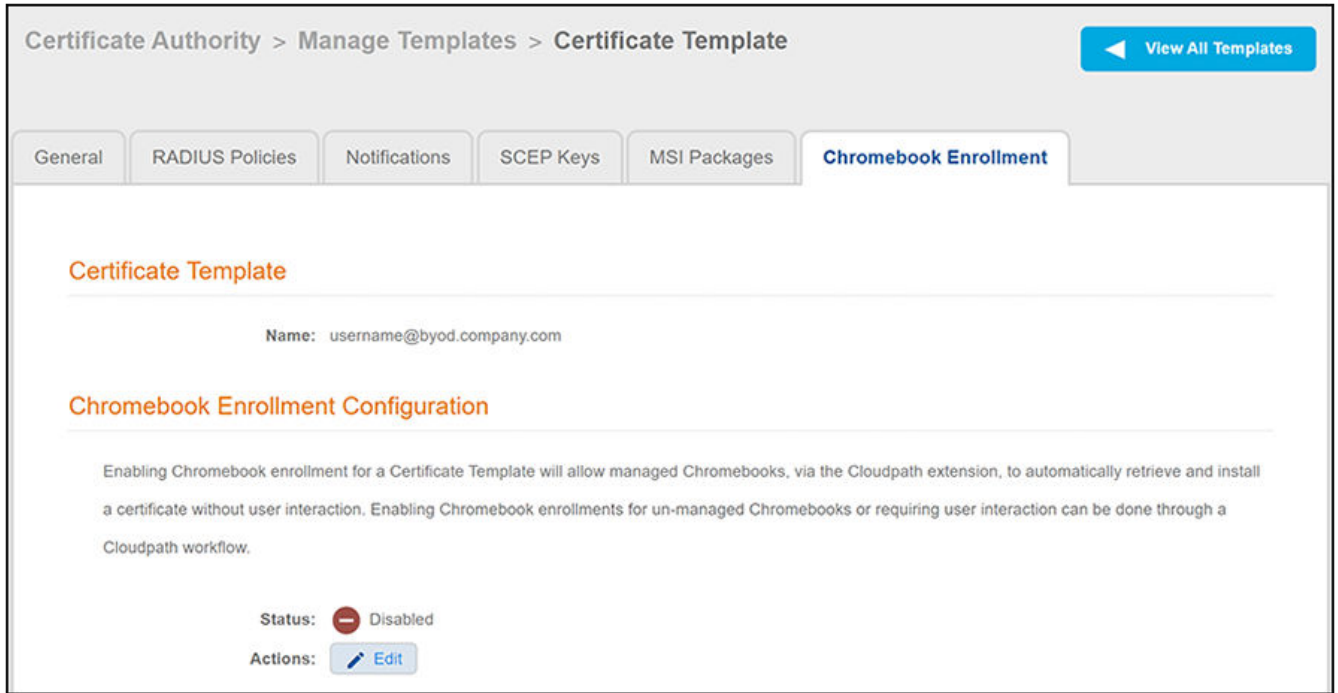 Certificate Authority > Manage Templates > Certificate Template
View All Templates
General RADIUS Policies Notifications SCEP Keys MSI Packages Chromebook Enrollment
Certificate Template
Name: username@byod.company.com
Chromebook Enrollment Configuration
Enabling Chromebook enrollment for a Certificate Template will allow managed Chromebooks, via the Cloudpath extension, to automatically retrieve and install
a certificate without user interaction. Enabling Chromebook enrollments for un-managed Chromebooks or requiring user interaction can be done through a
Cloudpath workflow.
Status: Disabled
Actions: Edit